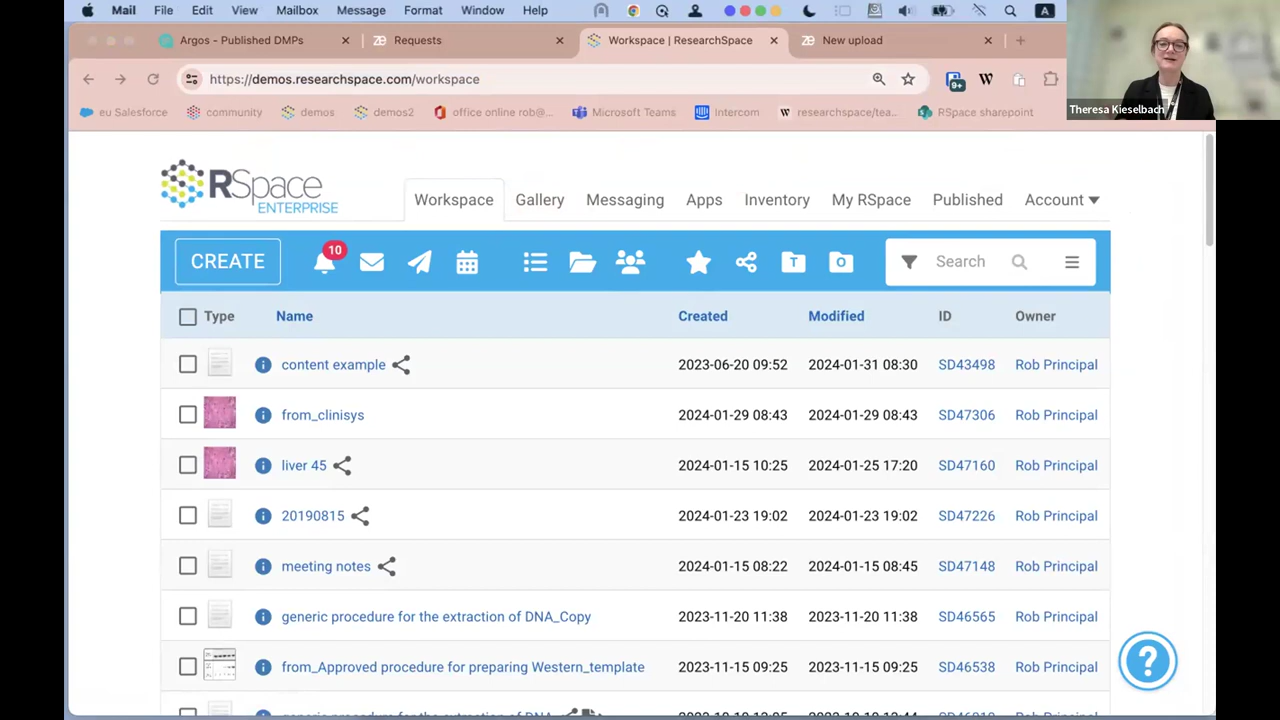 Mail File Edit View Mailbox Message Format Window Help A
Argos - Published DMPs
Requests
Workspace | ResearchSpace
New upload
https://demos.researchspace.com/workspace
9+
W
eu Salesforce
community
demos
demos2
office online rob@...
Microsoft Teams
Intercom
W researchspace/tea...
RSpace sharepoint
Theresa Kieselbach
RSpace
ENTERPRISE
Workspace Gallery Messaging Apps Inventory My RSpace Published Account
CREATE 10 T O Search
Type Name Created Modified ID Owner
content example 2023-06-20 09:52 2024-01-31 08:30 SD43498 Rob Principal
from_clinisys 2024-01-29 08:43 2024-01-29 08:43 SD47306 Rob Principal
liver 45 2024-01-15 10:25 2024-01-25 17:20 SD47160 Rob Principal
20190815 2024-01-23 19:02 2024-01-23 19:02 SD47226 Rob Principal
meeting notes 2024-01-15 08:22 2024-01-15 08:45 SD47148 Rob Principal
generic procedure for the extraction of DNA_Copy 2023-11-20 11:38 2023-11-20 11:38 SD46565 Rob Principal
from_Approved procedure for preparing Western_template 2023-11-15 09:25 2023-11-15 09:25 SD46538 Rob Principal
?